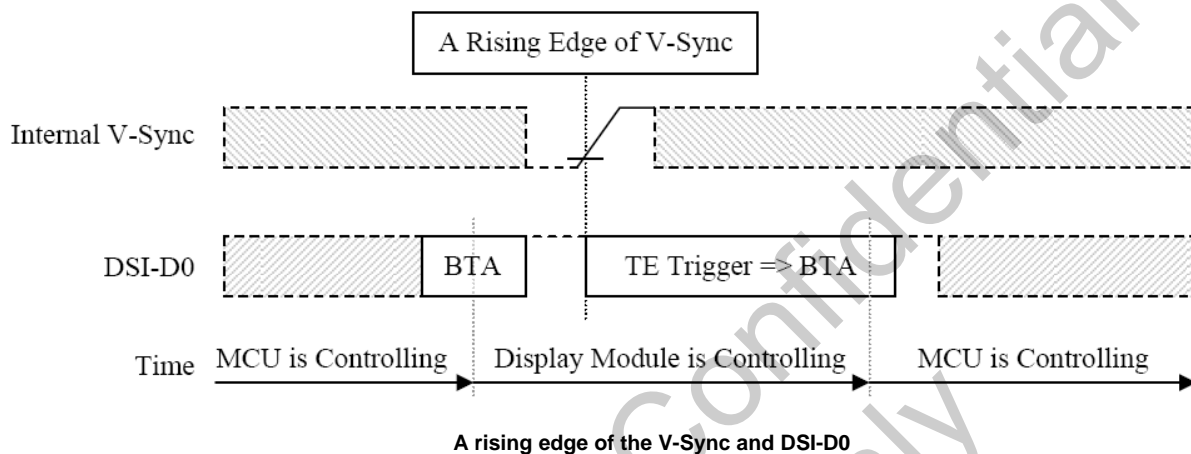 A Rising Edge of V-Sync
Internal V-Sync
DSI-D0
BTA
TE Trigger => BTA
Time
MCU is Controlling
Display Module is Controlling
MCU is Controlling
A rising edge of the V-Sync and DSI-D0
Confidential